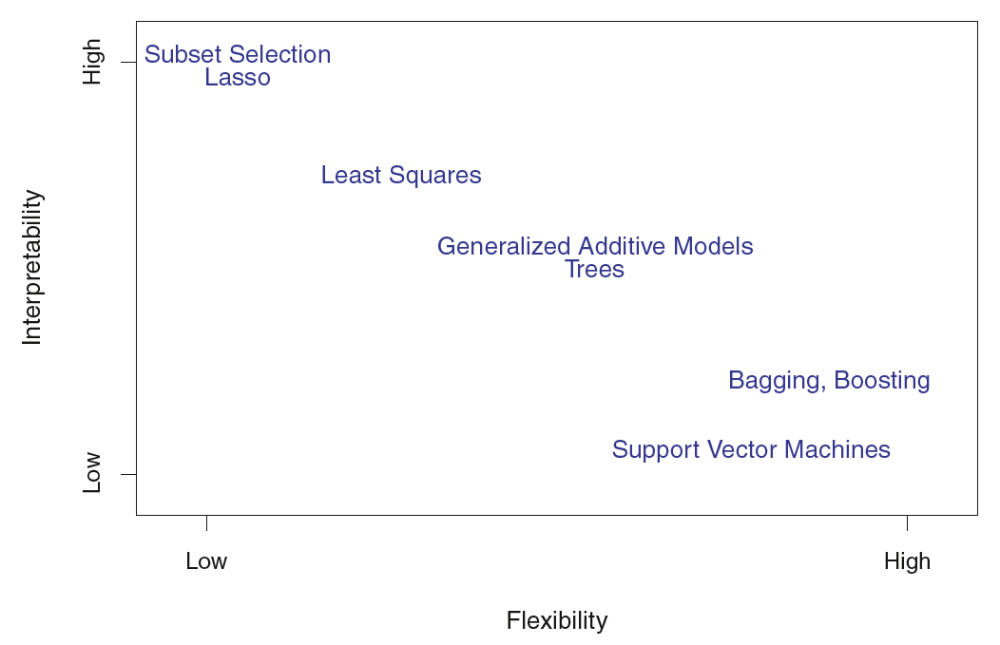 High
Subset Selection
Lasso
Least Squares
Interpretability
Generalized Additive Models
Trees
Bagging, Boosting
Support Vector Machines
Low
Low
High
Flexibility